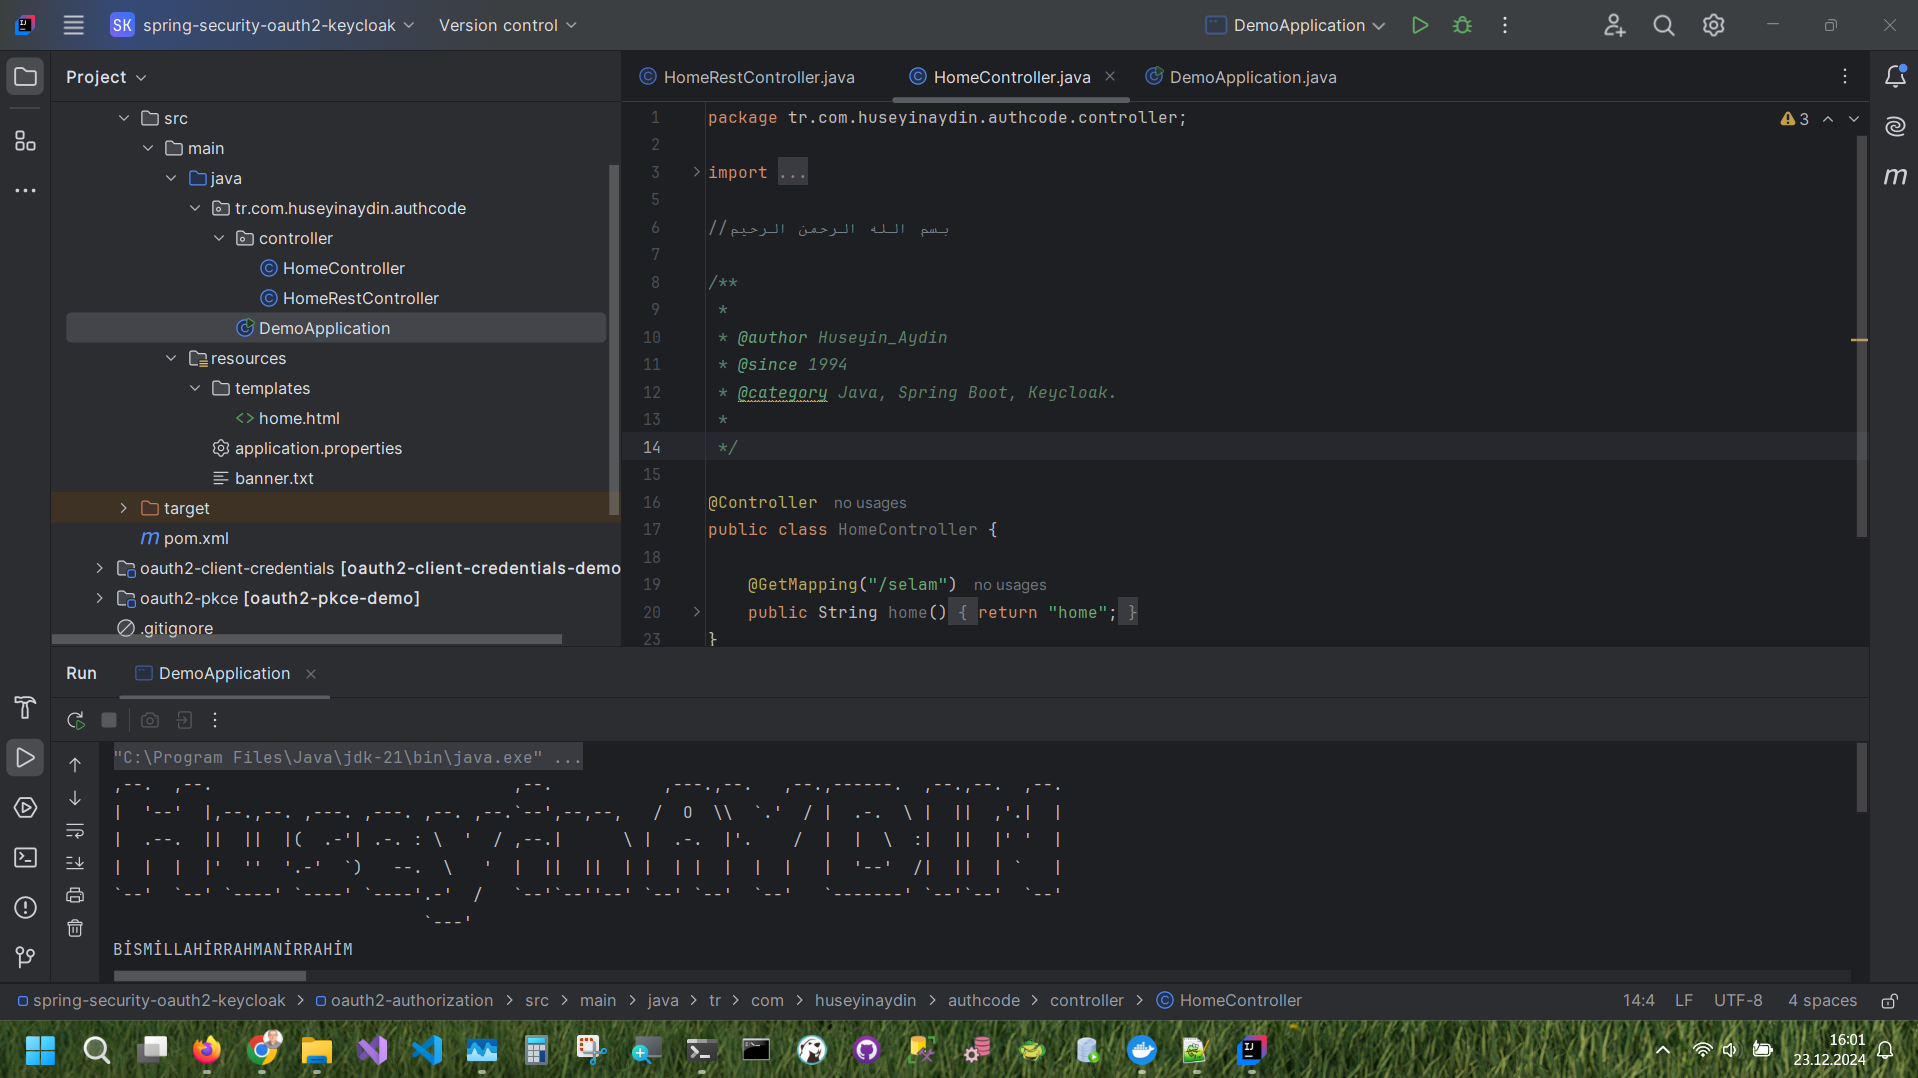 SK spring-security-oauth2-keycloak Version control DemoApplication
Project
src
main
java
tr.com.huseyinaydin.authcode
controller
HomeController
HomeRestController
DemoApplication
resources
templates
home.html
application.properties
banner.txt
target
pom.xml
oauth2-client-credentials [oauth2-client-credentials-demo
oauth2-pkce [oauth2-pkce-demo]
.gitignore
HomeRestController.java HomeController.java DemoApplication.java
3
1 package tr.com.huseyinaydin.authcode.controller;
2
3 import ...
5
6 //بسم الله الرحمن الرحيم
7
8 /**
9 *
10 * @author Huseyin_Aydin
11 * @since 1994
12 * @category Java, Spring Boot, Keycloak.
13 *
14 */
15
16 @Controller no usages
17 public class HomeController {
18
19 @GetMapping("/selam") no usages
20 public String home() { return "home"; }
23 }
Run DemoApplication
"C:\Program Files\Java\jdk-21\bin\java.exe" ...
BİSMİLLAHİRRAHMANİRRAHİM
spring-security-oauth2-keycloak > oauth2-authorization > src > main > java > tr > com > huseyinaydin > authcode > controller > HomeController 14:4 LF UTF-8 4 spaces
16:01
23.12.2024